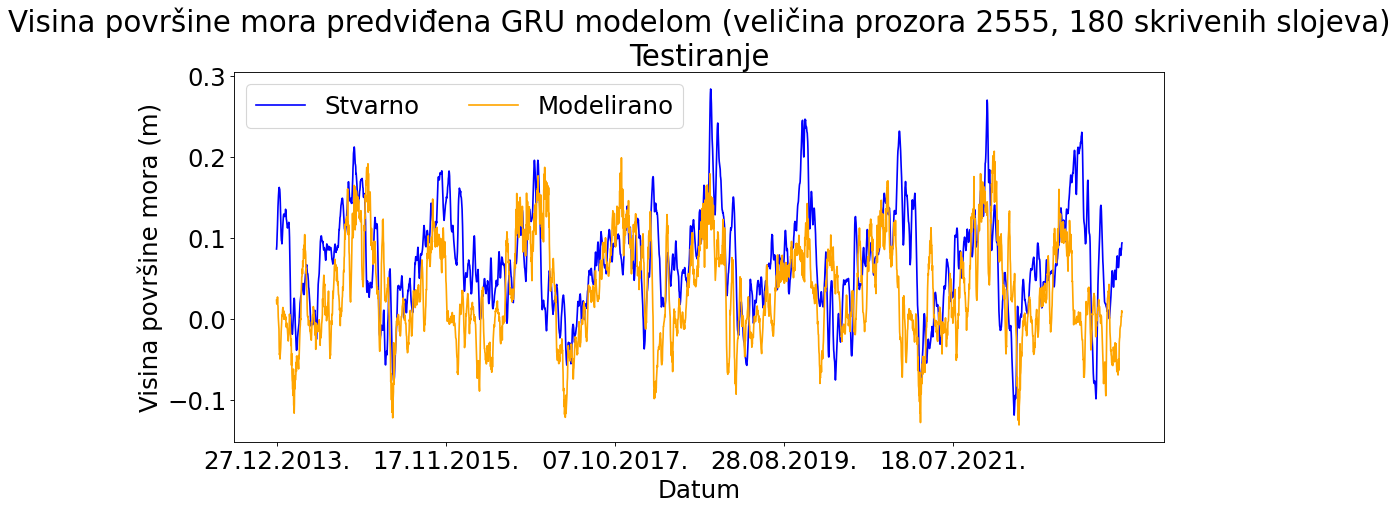 Visina površine mora predviđena GRU modelom (veličina prozora 2555, 180 skrivenih slojeva)
Testiranje
Stvarno
Modelirano
Visina površine mora (m)
0.3
0.2
0.1
0.0
−0.1
27.12.2013.
17.11.2015.
07.10.2017.
28.08.2019.
18.07.2021.
Datum